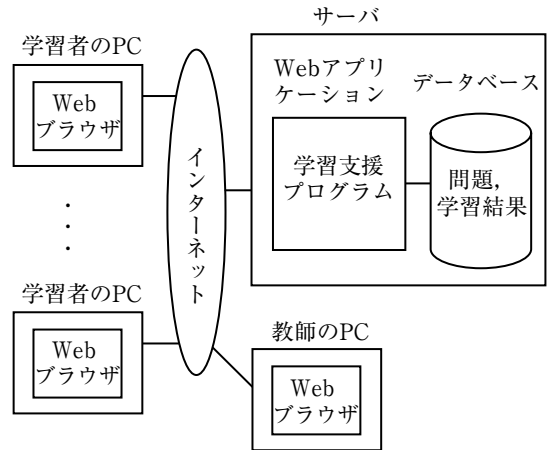 サーバ
学習者のPC
Web
ブラウザ
インターネット
Webアプリ
ケーション
データベース
学習支援
プログラム
問題，
学習結果
・
・
・
学習者のPC
Web
ブラウザ
教師のPC
Web
ブラウザ